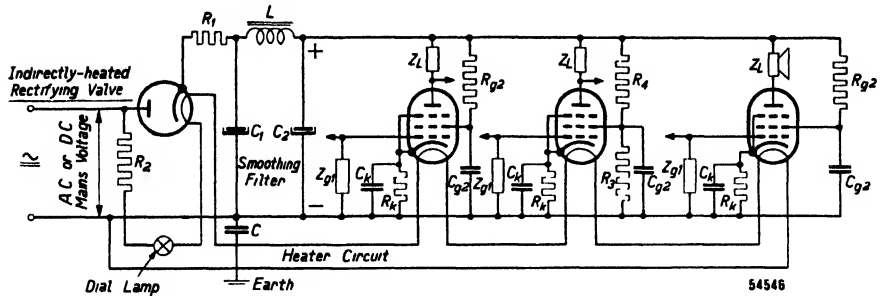 R1
L
Indirectly-heated
Rectifying Valve
AC or DC
Mains Voltage
≂
R2
C1
C2
+
−
Smoothing
Filter
C
Earth
Dial Lamp
Heater Circuit
ZL
Rg2
Zg1
Ck
Rk
Cg2
ZL
R4
Zg1
Ck
Rk
R3
Cg2
ZL
Rg2
Zg1
Ck
Rk
Cg2
54546